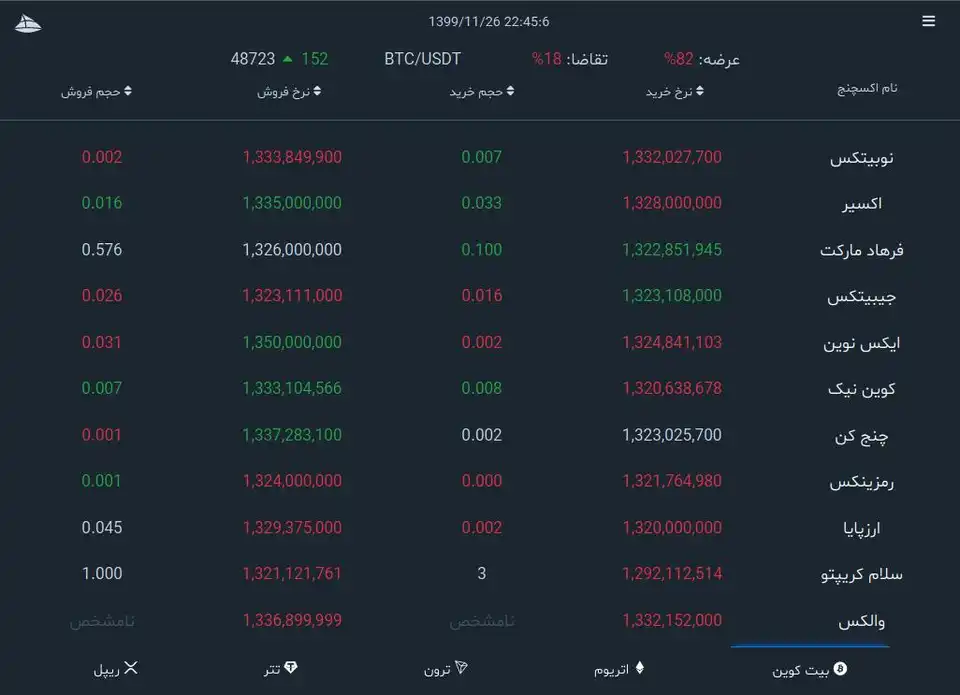 1399/11/26 22:45:6
عرضه: 82% تقاضا: 18% BTC/USDT 48723 152
نام اکسچنج نرخ خرید حجم خرید نرخ فروش حجم فروش
نوبیتکس 1,332,027,700 0.007 1,333,849,900 0.002
اکسیر 1,328,000,000 0.033 1,335,000,000 0.016
فرهاد مارکت 1,322,851,945 0.100 1,326,000,000 0.576
جیبیتکس 1,323,108,000 0.016 1,323,111,000 0.026
ایکس نوین 1,324,841,103 0.002 1,350,000,000 0.031
کوین نیک 1,320,638,678 0.008 1,333,104,566 0.007
چنج کن 1,323,025,700 0.002 1,337,283,100 0.001
رمزینکس 1,321,764,980 0.000 1,324,000,000 0.001
ارزپایا 1,320,000,000 0.002 1,329,375,000 0.045
سلام کریپتو 1,292,112,514 3 1,321,121,761 1.000
والکس 1,332,152,000 نامشخص 1,336,899,999 نامشخص
بیت کوین اتریوم ترون تتر ریپل